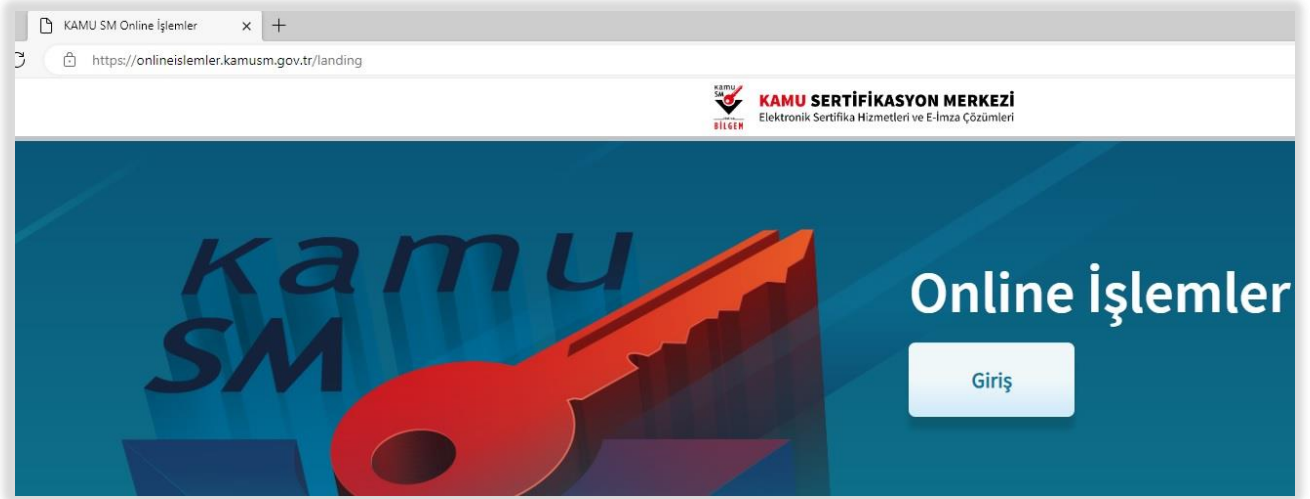 KAMU SM Online İşlemler
https://onlineislemler.kamusm.gov.tr/landing
Kamu
SM
BİLGEM
KAMU SERTİFİKASYON MERKEZİ
Elektronik Sertifika Hizmetleri ve E-İmza Çözümleri
Kamu
SM
Online İşlemler
Giriş